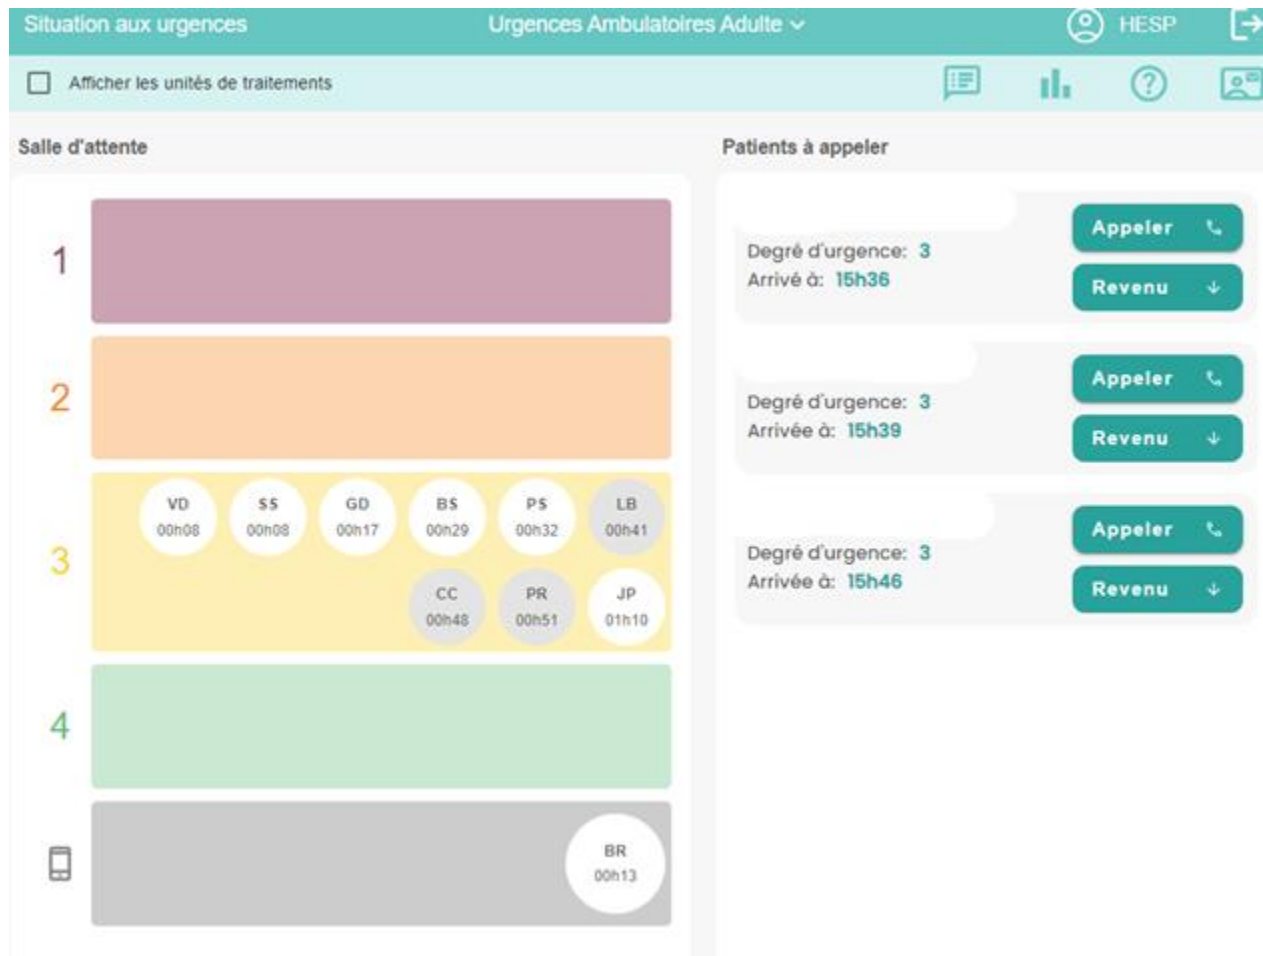 Situation aux urgences
Urgences Ambulatoires Adulte
HESP
Afficher les unités de traitements
Salle d'attente
1
2
3
VD
00h08
SS
00h08
GD
00h17
BS
00h29
PS
00h32
LB
00h41
CC
00h48
PR
00h51
JP
01h10
4
BR
00h13
Patients à appeler
Degré d'urgence: 3
Arrivé à: 15h36
Appeler
Revenu
Degré d'urgence: 3
Arrivée à: 15h39
Appeler
Revenu
Degré d'urgence: 3
Arrivée à: 15h46
Appeler
Revenu